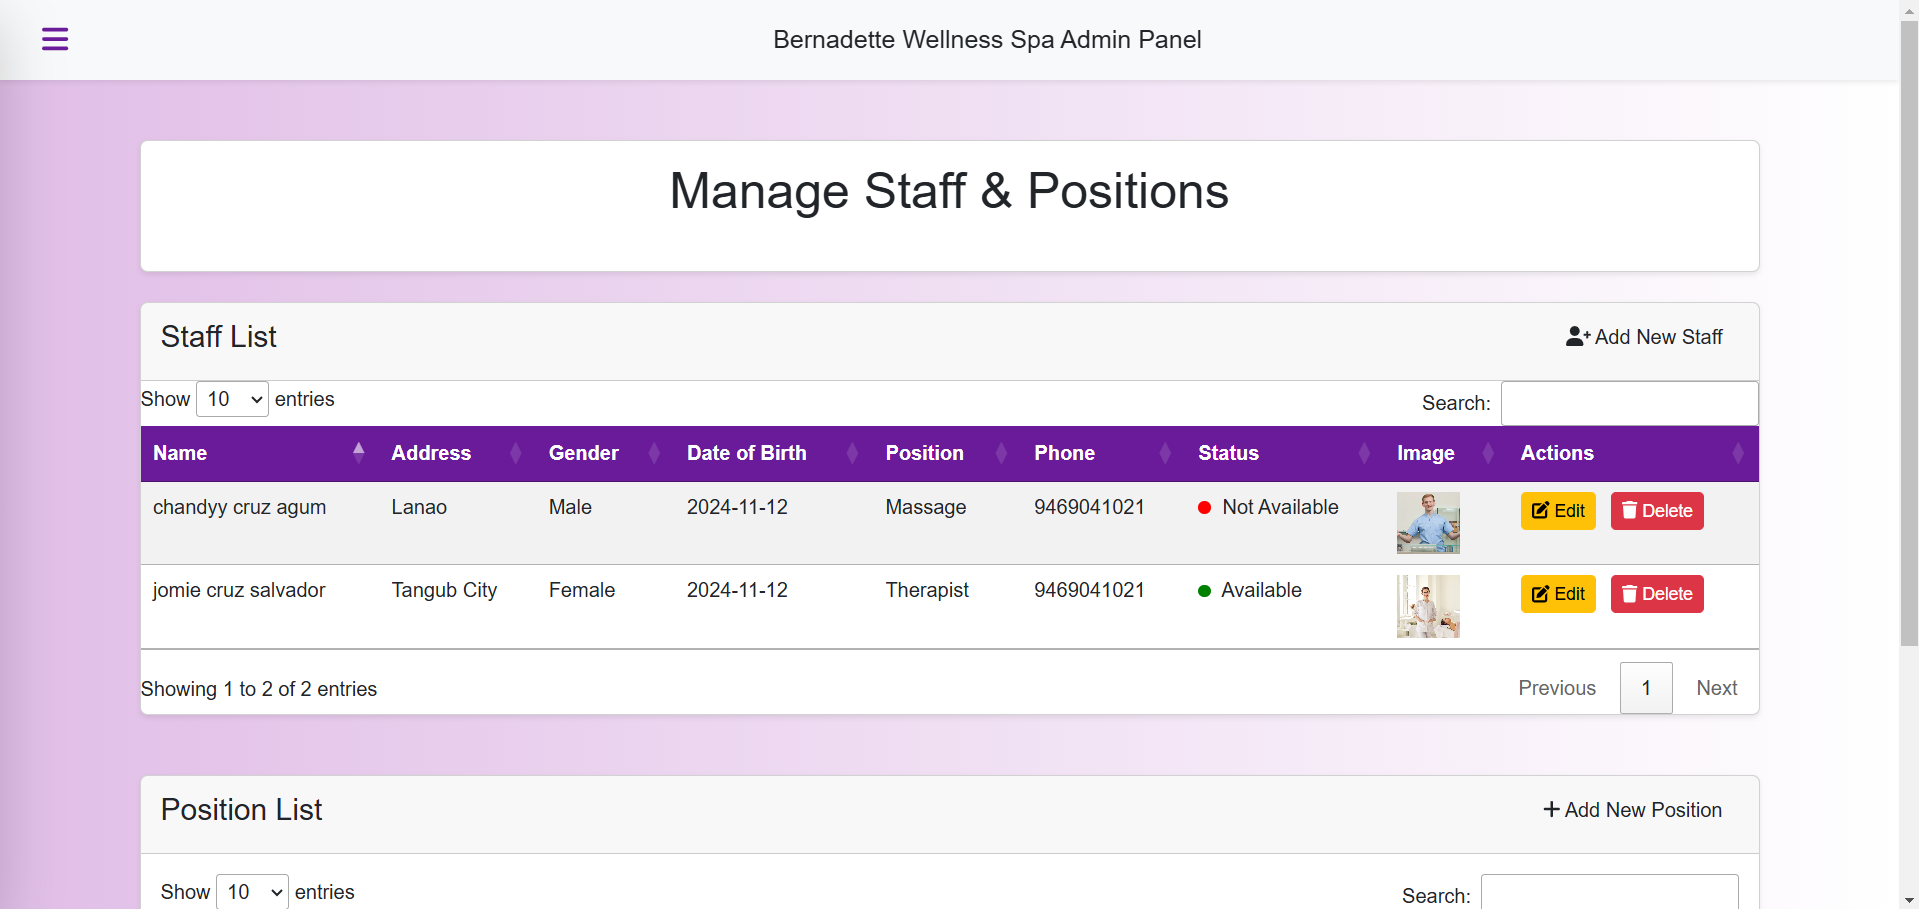 Bernadette Wellness Spa Admin Panel
Manage Staff & Positions
Staff List
Add New Staff
Show 10 entries
Search:
Name Address Gender Date of Birth Position Phone Status Image Actions
chandyy cruz agum Lanao Male 2024-11-12 Massage 9469041021 Not Available Edit Delete
jomie cruz salvador Tangub City Female 2024-11-12 Therapist 9469041021 Available Edit Delete
Showing 1 to 2 of 2 entries
Previous 1 Next
Position List
Add New Position
Show 10 entries
Search: